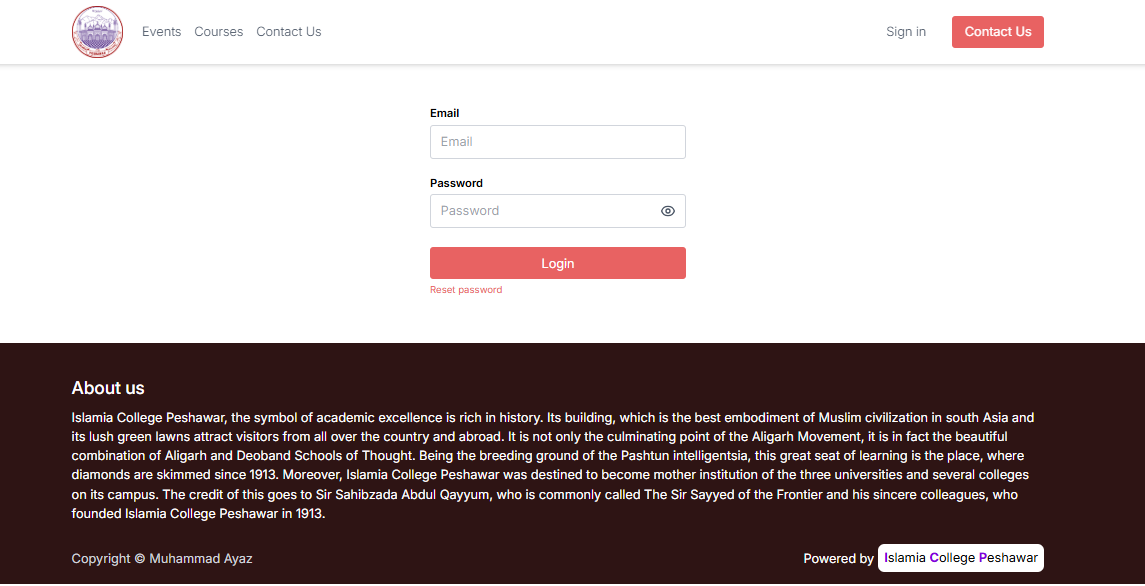 Events Courses Contact Us Sign in Contact Us
Email
Email
Password
Password
Login
Reset password
About us
Islamia College Peshawar, the symbol of academic excellence is rich in history. Its building, which is the best embodiment of Muslim civilization in south Asia and
its lush green lawns attract visitors from all over the country and abroad. It is not only the culminating point of the Aligarh Movement, it is in fact the beautiful
combination of Aligarh and Deoband Schools of Thought. Being the breeding ground of the Pashtun intelligentsia, this great seat of learning is the place, where
diamonds are skimmed since 1913. Moreover, Islamia College Peshawar was destined to become mother institution of the three universities and several colleges
on its campus. The credit of this goes to Sir Sahibzada Abdul Qayyum, who is commonly called The Sir Sayyed of the Frontier and his sincere colleagues, who
founded Islamia College Peshawar in 1913.
Copyright © Muhammad Ayaz Powered by Islamia College Peshawar